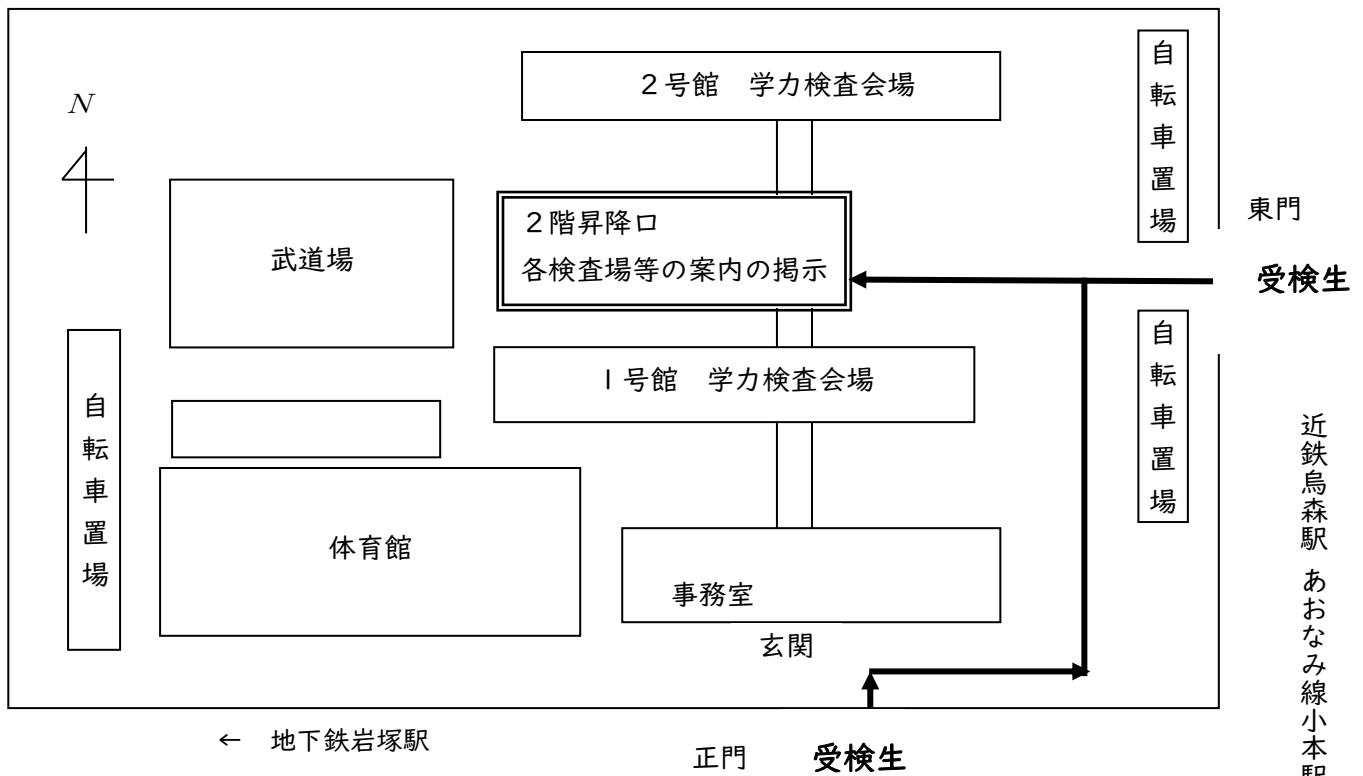 ２号館　学力検査会場
自転車置場
N
２階昇降口
各検査場等の案内の掲示
武道場
東門
受検生
１号館　学力検査会場
自転車置場
自転車置場
体育館
事務室
玄関
近鉄烏森駅 あおなみ線小本駅
← 地下鉄岩塚駅
正門
受検生